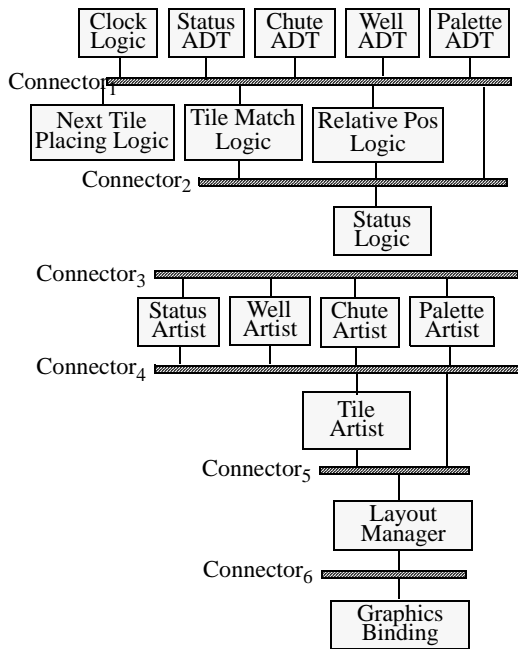 Clock Logic
Status ADT
Chute ADT
Well ADT
Palette ADT
Connector1
Next Tile Placing Logic
Tile Match Logic
Relative Pos Logic
Connector2
Status Logic
Connector3
Status Artist
Well Artist
Chute Artist
Palette Artist
Connector4
Tile Artist
Connector5
Layout Manager
Connector6
Graphics Binding